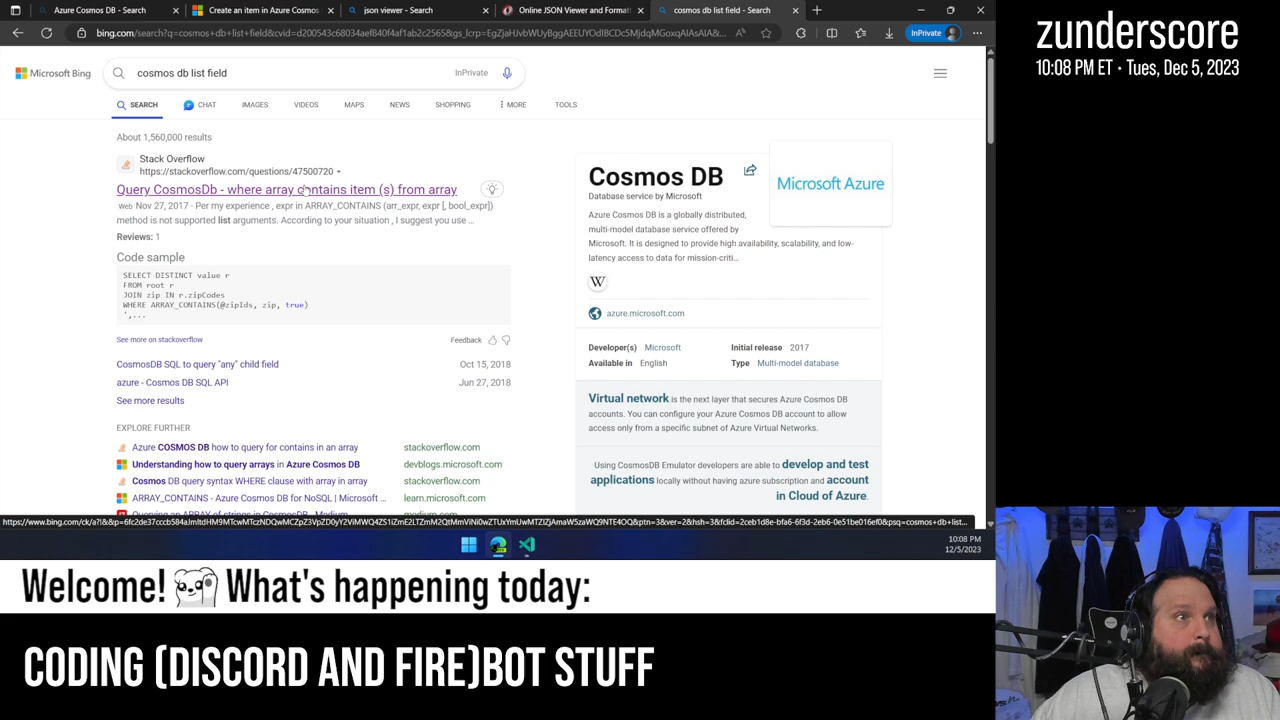 Azure Cosmos DB - Search
Create an item in Azure Cosmos
json viewer - Search
Online JSON Viewer and Formatt
cosmos db list field - Search
bing.com/search?q=cosmos+db+list+field&cvid=d200543c68034aef840f4af1ab2c2565&gs_lcrp=
InPrivate
Microsoft Bing
cosmos db list field
InPrivate
SEARCH
CHAT
IMAGES
VIDEOS
MAPS
NEWS
SHOPPING
MORE
TOOLS
About 1,560,000 results
Stack Overflow
https://stackoverflow.com/questions/47500720
Query CosmosDb - where array contains item (s) from array
Web Nov 27, 2017 · Per my experience , expr in ARRAY_CONTAINS (arr_expr, expr [, bool_expr])
method is not supported list arguments. According to your situation , I suggest you use ...
Reviews: 1
Code sample
SELECT DISTINCT value r
FROM root r
JOIN zip IN r.zipCodes
WHERE ARRAY_CONTAINS(@zipIds, zip, true)
',...
See more on stackoverflow
Feedback
CosmosDB SQL to query "any" child field
Oct 15, 2018
azure - Cosmos DB SQL API
Jun 27, 2018
See more results
EXPLORE FURTHER
Azure COSMOS DB how to query for contains in an array
stackoverflow.com
Understanding how to query arrays in Azure Cosmos DB
devblogs.microsoft.com
Cosmos DB query syntax WHERE clause with array in array
stackoverflow.com
ARRAY_CONTAINS - Azure Cosmos DB for NoSQL | Microsoft ...
learn.microsoft.com
Cosmos DB
Database service by Microsoft
Microsoft Azure
Azure Cosmos DB is a globally distributed,
multi-model database service offered by
Microsoft. It is designed to provide high availability, scalability, and low-
latency access to data for mission-criti...
W
azure.microsoft.com
Developer(s) Microsoft
Initial release 2017
Available in English
Type Multi-model database
Virtual network is the next layer that secures Azure Cosmos DB
accounts. You can configure your Azure Cosmos DB account to allow
access only from a specific subnet of Azure Virtual Networks.
Using CosmosDB Emulator developers are able to develop and test
applications locally without having azure subscription and account
in Cloud of Azure.
10:08 PM
12/5/2023
Welcome! What's happening today:
CODING (DISCORD AND FIRE)BOT STUFF
zunderscore
10:08 PM ET • Tues, Dec 5, 2023